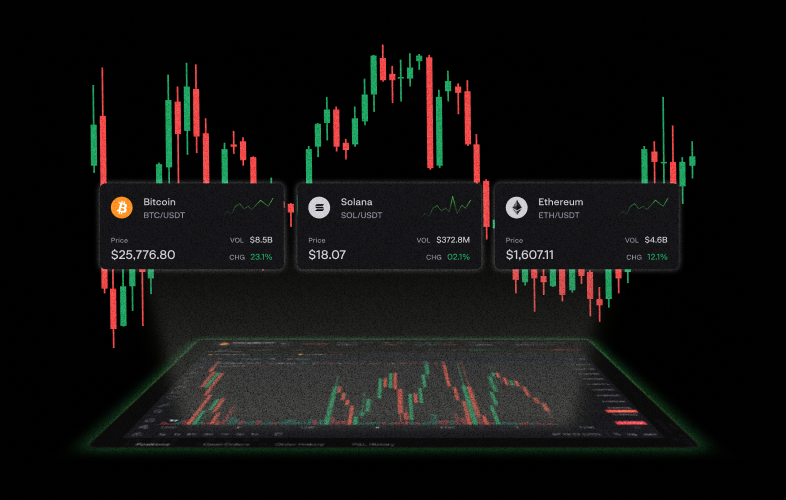 Bitcoin
BTC/USDT
Price
VOL $8.5B
$25,776.80
CHG 23.1%
Solana
SOL/USDT
Price
VOL $372.8M
$18.07
CHG 02.1%
Ethereum
ETH/USDT
Price
VOL $4.6B
$1,607.11
CHG 12.1%